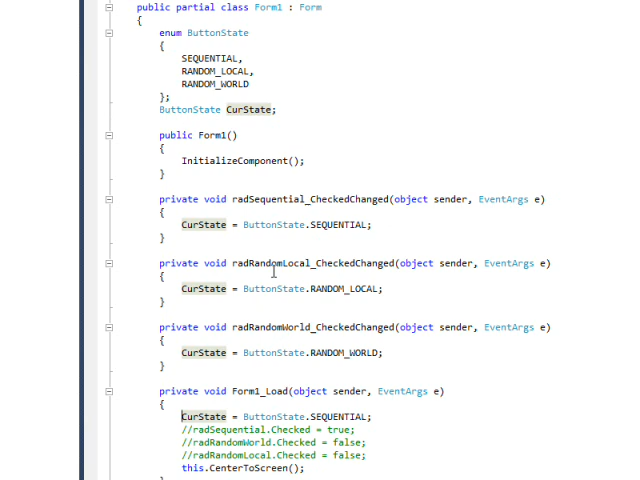 public partial class Form1 : Form
{
enum ButtonState
{
SEQUENTIAL,
RANDOM_LOCAL,
RANDOM_WORLD
};
ButtonState CurState;
public Form1()
{
InitializeComponent();
}
private void radSequential_CheckedChanged(object sender, EventArgs e)
{
CurState = ButtonState.SEQUENTIAL;
}
private void radRandomLocal_CheckedChanged(object sender, EventArgs e)
{
CurState = ButtonState.RANDOM_LOCAL;
}
private void radRandomWorld_CheckedChanged(object sender, EventArgs e)
{
CurState = ButtonState.RANDOM_WORLD;
}
private void Form1_Load(object sender, EventArgs e)
{
CurState = ButtonState.SEQUENTIAL;
//radSequential.Checked = true;
//radRandomWorld.Checked = false;
//radRandomLocal.Checked = false;
this.CenterToScreen();